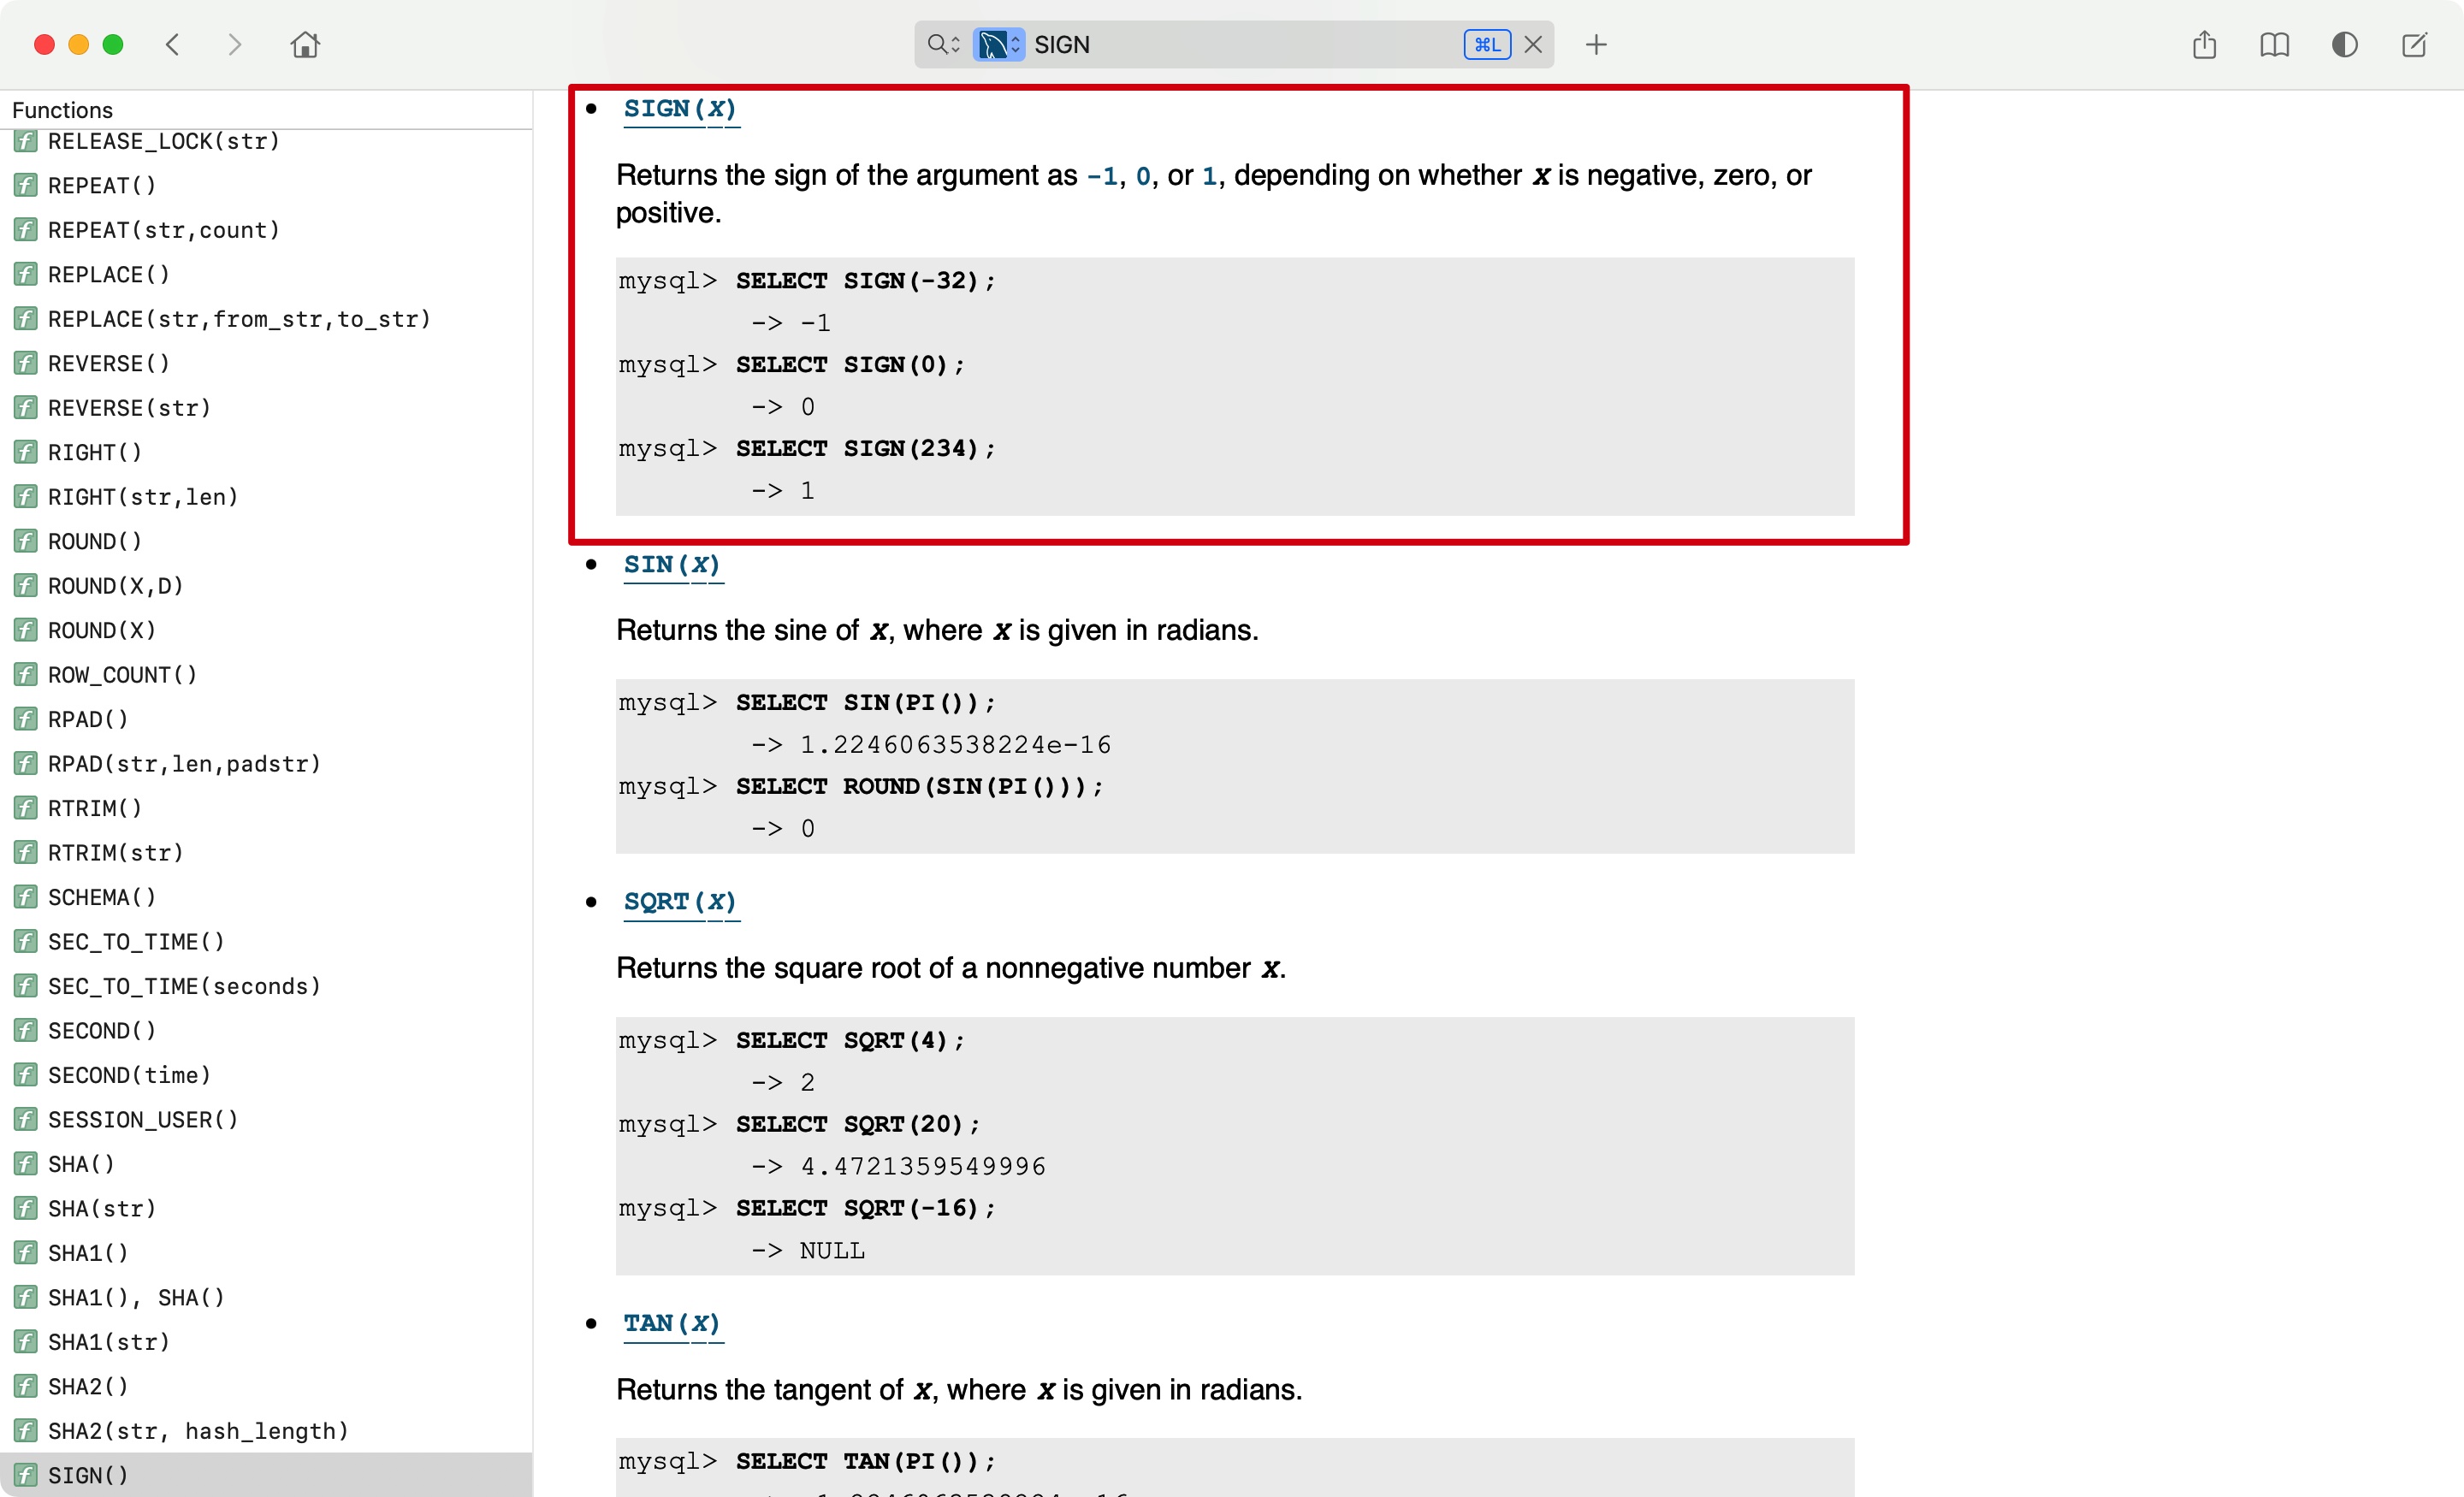 SIGN
⌘L
Functions
RELEASE_LOCK(str)
REPEAT()
REPEAT(str,count)
REPLACE()
REPLACE(str,from_str,to_str)
REVERSE()
REVERSE(str)
RIGHT()
RIGHT(str,len)
ROUND()
ROUND(X,D)
ROUND(X)
ROW_COUNT()
RPAD()
RPAD(str,len,padstr)
RTRIM()
RTRIM(str)
SCHEMA()
SEC_TO_TIME()
SEC_TO_TIME(seconds)
SECOND()
SECOND(time)
SESSION_USER()
SHA()
SHA(str)
SHA1()
SHA1(), SHA()
SHA1(str)
SHA2()
SHA2(str, hash_length)
SIGN()
• SIGN(X)
Returns the sign of the argument as -1, 0, or 1, depending on whether X is negative, zero, or
positive.
mysql> SELECT SIGN(-32);
-> -1
mysql> SELECT SIGN(0);
-> 0
mysql> SELECT SIGN(234);
-> 1
• SIN(X)
Returns the sine of X, where X is given in radians.
mysql> SELECT SIN(PI());
-> 1.2246063538224e-16
mysql> SELECT ROUND(SIN(PI()));
-> 0
• SQRT(X)
Returns the square root of a nonnegative number X.
mysql> SELECT SQRT(4);
-> 2
mysql> SELECT SQRT(20);
-> 4.4721359549996
mysql> SELECT SQRT(-16);
-> NULL
• TAN(X)
Returns the tangent of X, where X is given in radians.
mysql> SELECT TAN(PI());